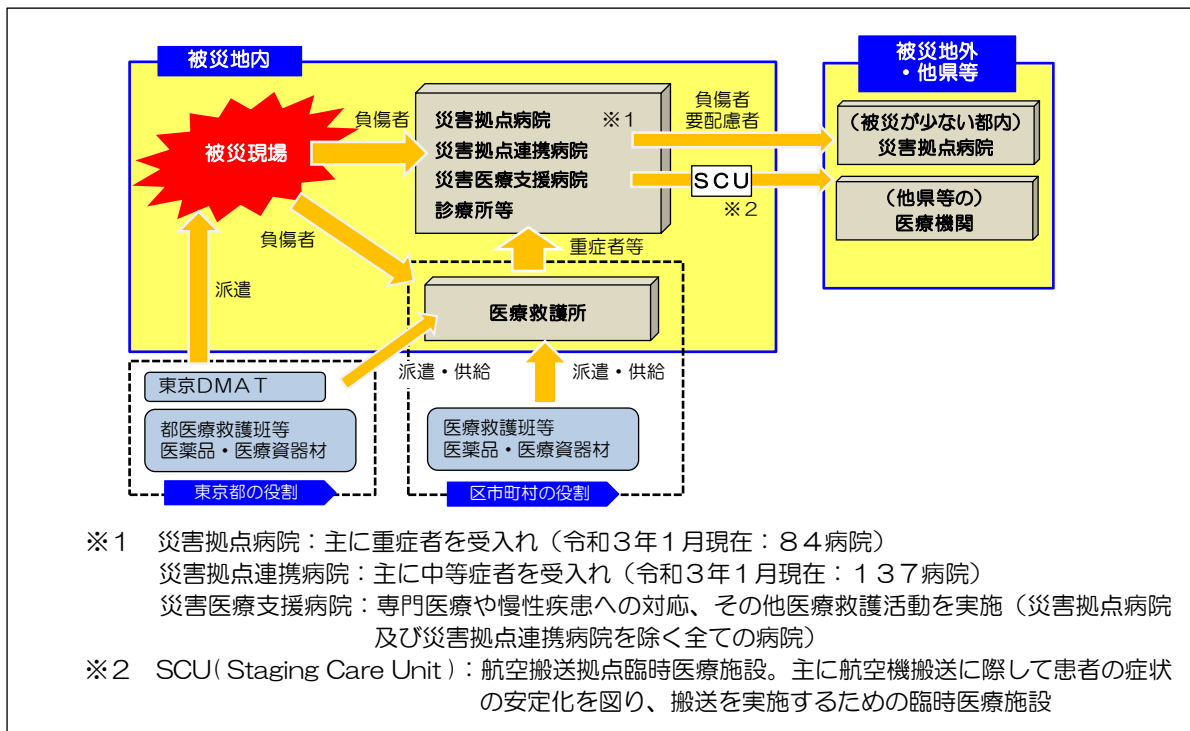 被災地内
被災地外
・他県等
被災現場
負傷者
災害拠点病院 ※1
災害拠点連携病院
災害医療支援病院
診療所等
負傷者
要配慮者
SCU
※2
(被災が少ない都内)
災害拠点病院
(他県等の)
医療機関
負傷者
重症者等
派遣
医療救護所
派遣・供給
派遣・供給
東京DMAT
都医療救護班等
医薬品・医療資器材
東京都の役割
医療救護班等
医薬品・医療資器材
区市町村の役割
※1 災害拠点病院:主に重症者を受入れ(令和3年1月現在:84病院)
災害拠点連携病院:主に中等症者を受入れ(令和3年1月現在:137病院)
災害医療支援病院:専門医療や慢性疾患への対応、その他医療救護活動を実施(災害拠点病院
及び災害拠点連携病院を除く全ての病院)
※2 SCU(Staging Care Unit):航空搬送拠点臨時医療施設。主に航空機搬送に際して患者の症状
の安定化を図り、搬送を実施するための臨時医療施設